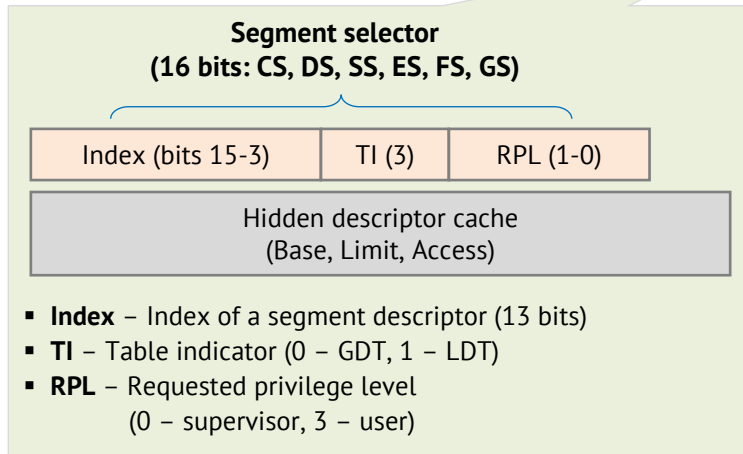 Segment selector
(16 bits: CS, DS, SS, ES, FS, GS)
Index (bits 15-3) TI (3) RPL (1-0)
Hidden descriptor cache
(Base, Limit, Access)
▪ Index – Index of a segment descriptor (13 bits)
▪ TI – Table indicator (0 – GDT, 1 – LDT)
▪ RPL – Requested privilege level
(0 – supervisor, 3 – user)